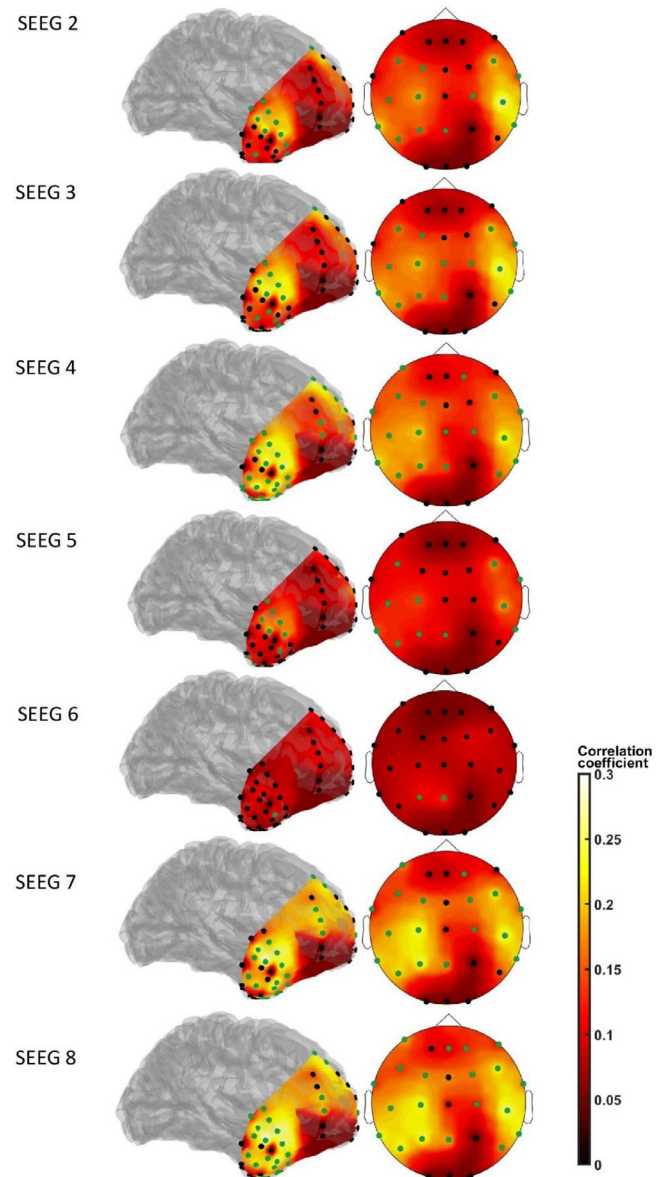 SEEG 2
SEEG 3
SEEG 4
SEEG 5
SEEG 6
SEEG 7
SEEG 8
Correlation
coefficient
0.3
0.25
0.2
0.15
0.1
0.05
0